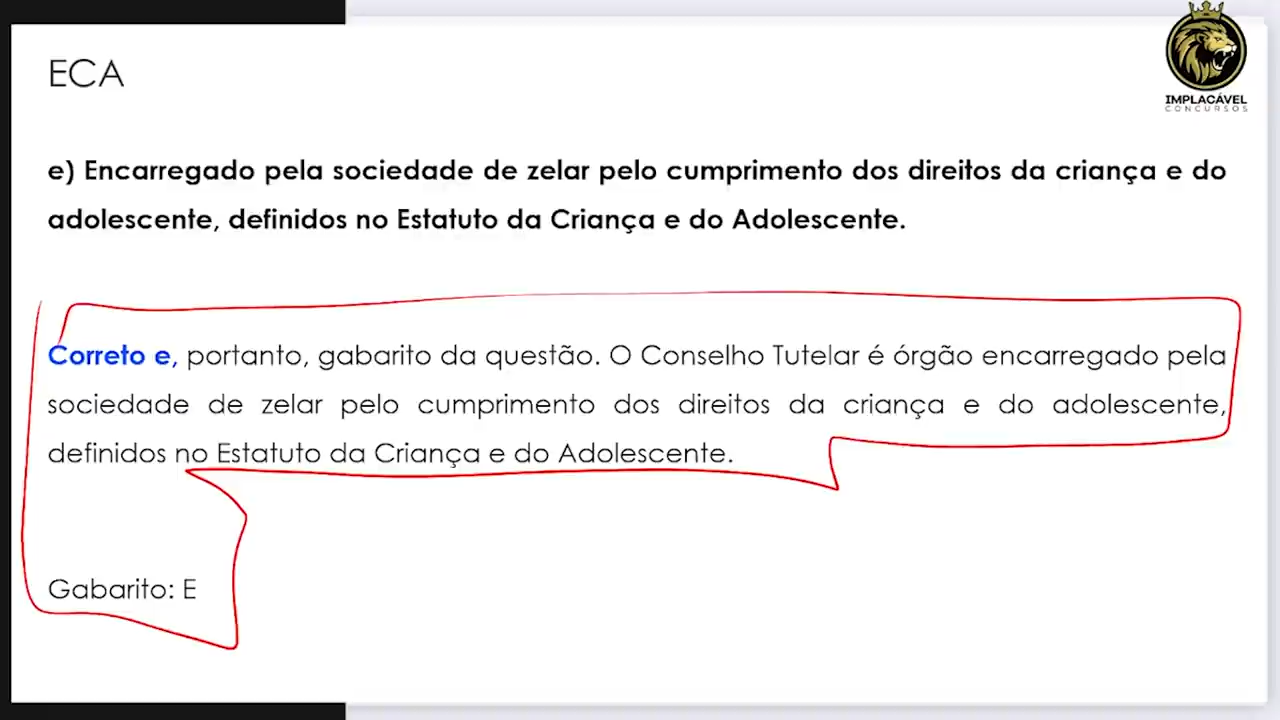 IMPLACÁVEL
CONCURSOS
ECA
e) Encarregado pela sociedade de zelar pelo cumprimento dos direitos da criança e do
adolescente, definidos no Estatuto da Criança e do Adolescente.
Correto e, portanto, gabarito da questão. O Conselho Tutelar é órgão encarregado pela
sociedade de zelar pelo cumprimento dos direitos da criança e do adolescente,
definidos no Estatuto da Criança e do Adolescente.
Gabarito: E